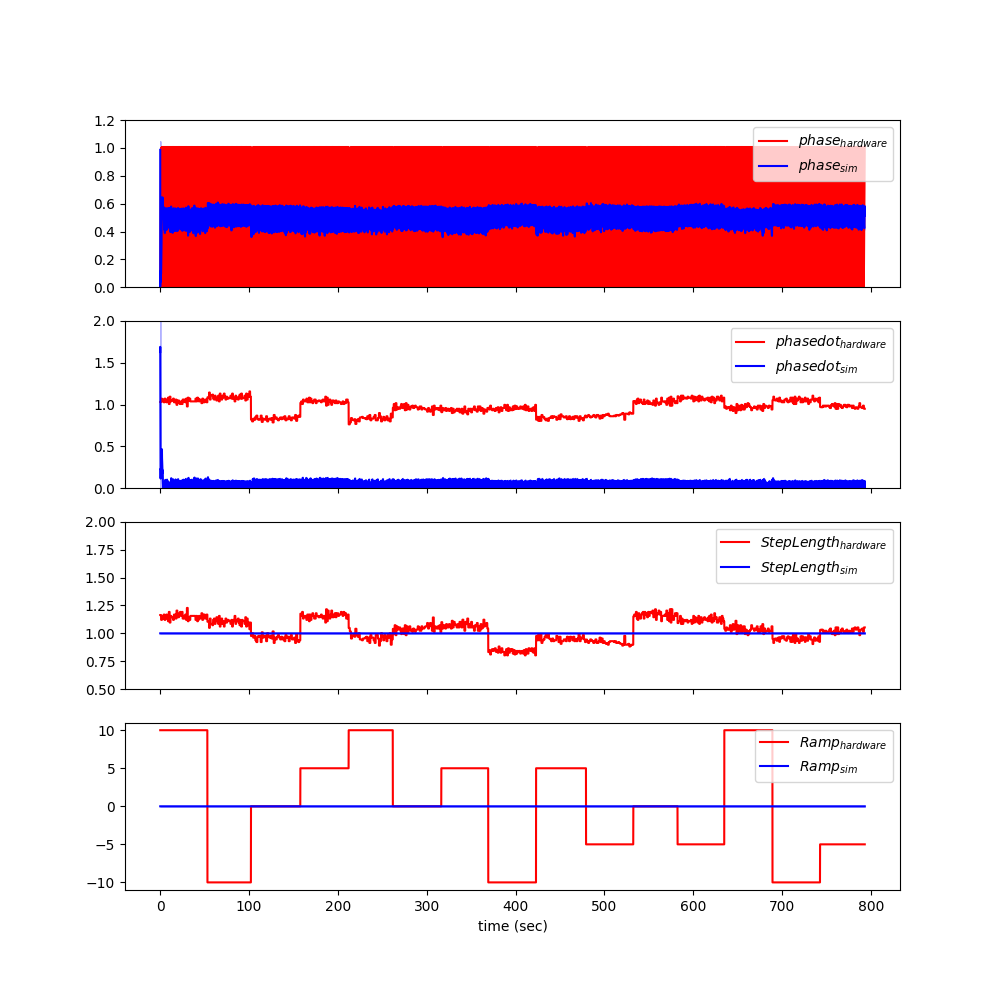 1.2
1.0
0.8
0.6
0.4
0.2
0.0
phase_hardware
phase_sim
2.0
1.5
1.0
0.5
0.0
phasedot_hardware
phasedot_sim
2.00
1.75
1.50
1.25
1.00
0.75
0.50
StepLength_hardware
StepLength_sim
10
5
0
−5
−10
Ramp_hardware
Ramp_sim
0 100 200 300 400 500 600 700 800
time (sec)